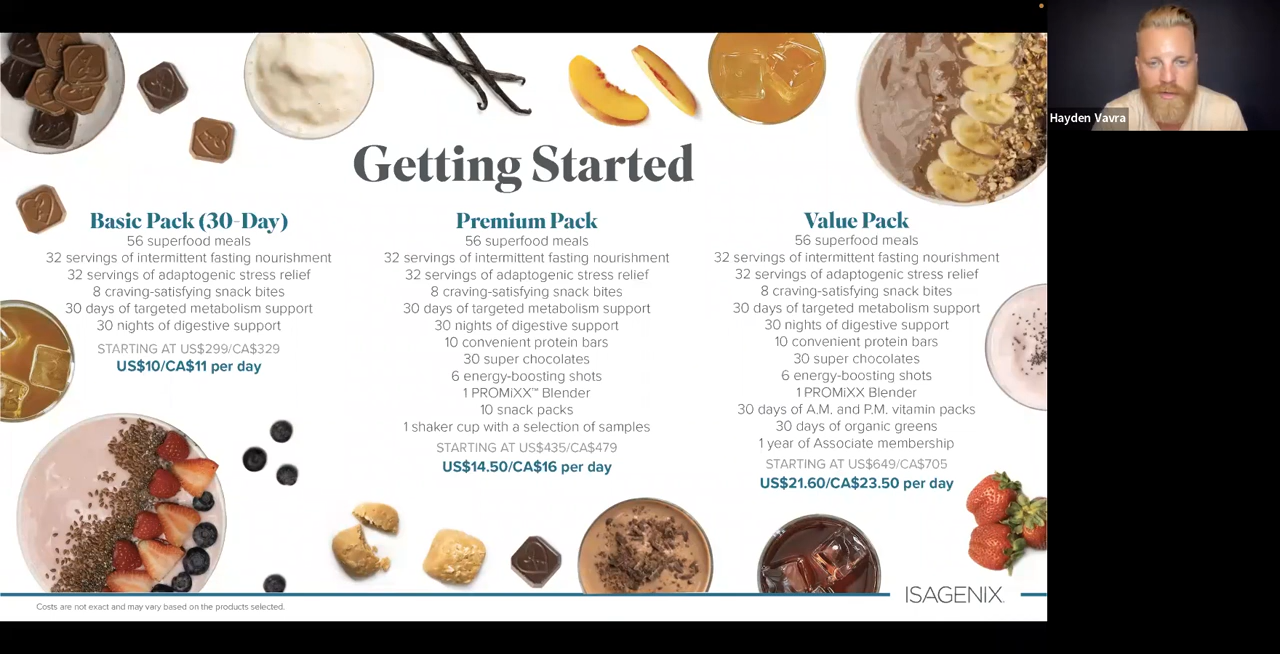 Hayden Vavra
Getting Started
Basic Pack (30-Day)
56 superfood meals
32 servings of intermittent fasting nourishment
32 servings of adaptogenic stress relief
8 craving-satisfying snack bites
30 days of targeted metabolism support
30 nights of digestive support
STARTING AT US$299/CA$329
US$10/CA$11 per day
Premium Pack
56 superfood meals
32 servings of intermittent fasting nourishment
32 servings of adaptogenic stress relief
8 craving-satisfying snack bites
30 days of targeted metabolism support
30 nights of digestive support
10 convenient protein bars
30 super chocolates
6 energy-boosting shots
1 PROMiXX™ Blender
10 snack packs
1 shaker cup with a selection of samples
STARTING AT US$435/CA$479
US$14.50/CA$16 per day
Value Pack
56 superfood meals
32 servings of intermittent fasting nourishment
32 servings of adaptogenic stress relief
8 craving-satisfying snack bites
30 days of targeted metabolism support
30 nights of digestive support
10 convenient protein bars
30 super chocolates
6 energy-boosting shots
1 PROMiXX Blender
30 days of A.M. and P.M. vitamin packs
30 days of organic greens
1 year of Associate membership
STARTING AT US$649/CA$705
US$21.60/CA$23.50 per day
ISAGENIX.
Costs are not exact and may vary based on the products selected.